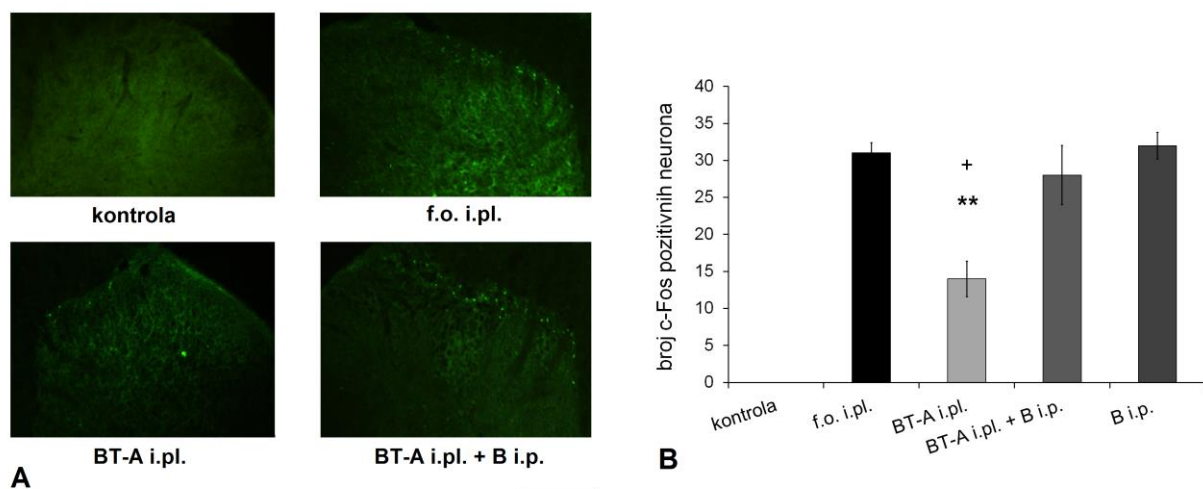 kontrola
f.o. i.pl.
BT-A i.pl.
BT-A i.pl. + B i.p.
A
broj c-Fos pozitivnih neurona
40
35
30
25
20
15
10
5
0
+
**
kontrola
f.o. i.pl.
BT-A i.pl.
BT-A i.pl. + B i.p.
B i.p.
B